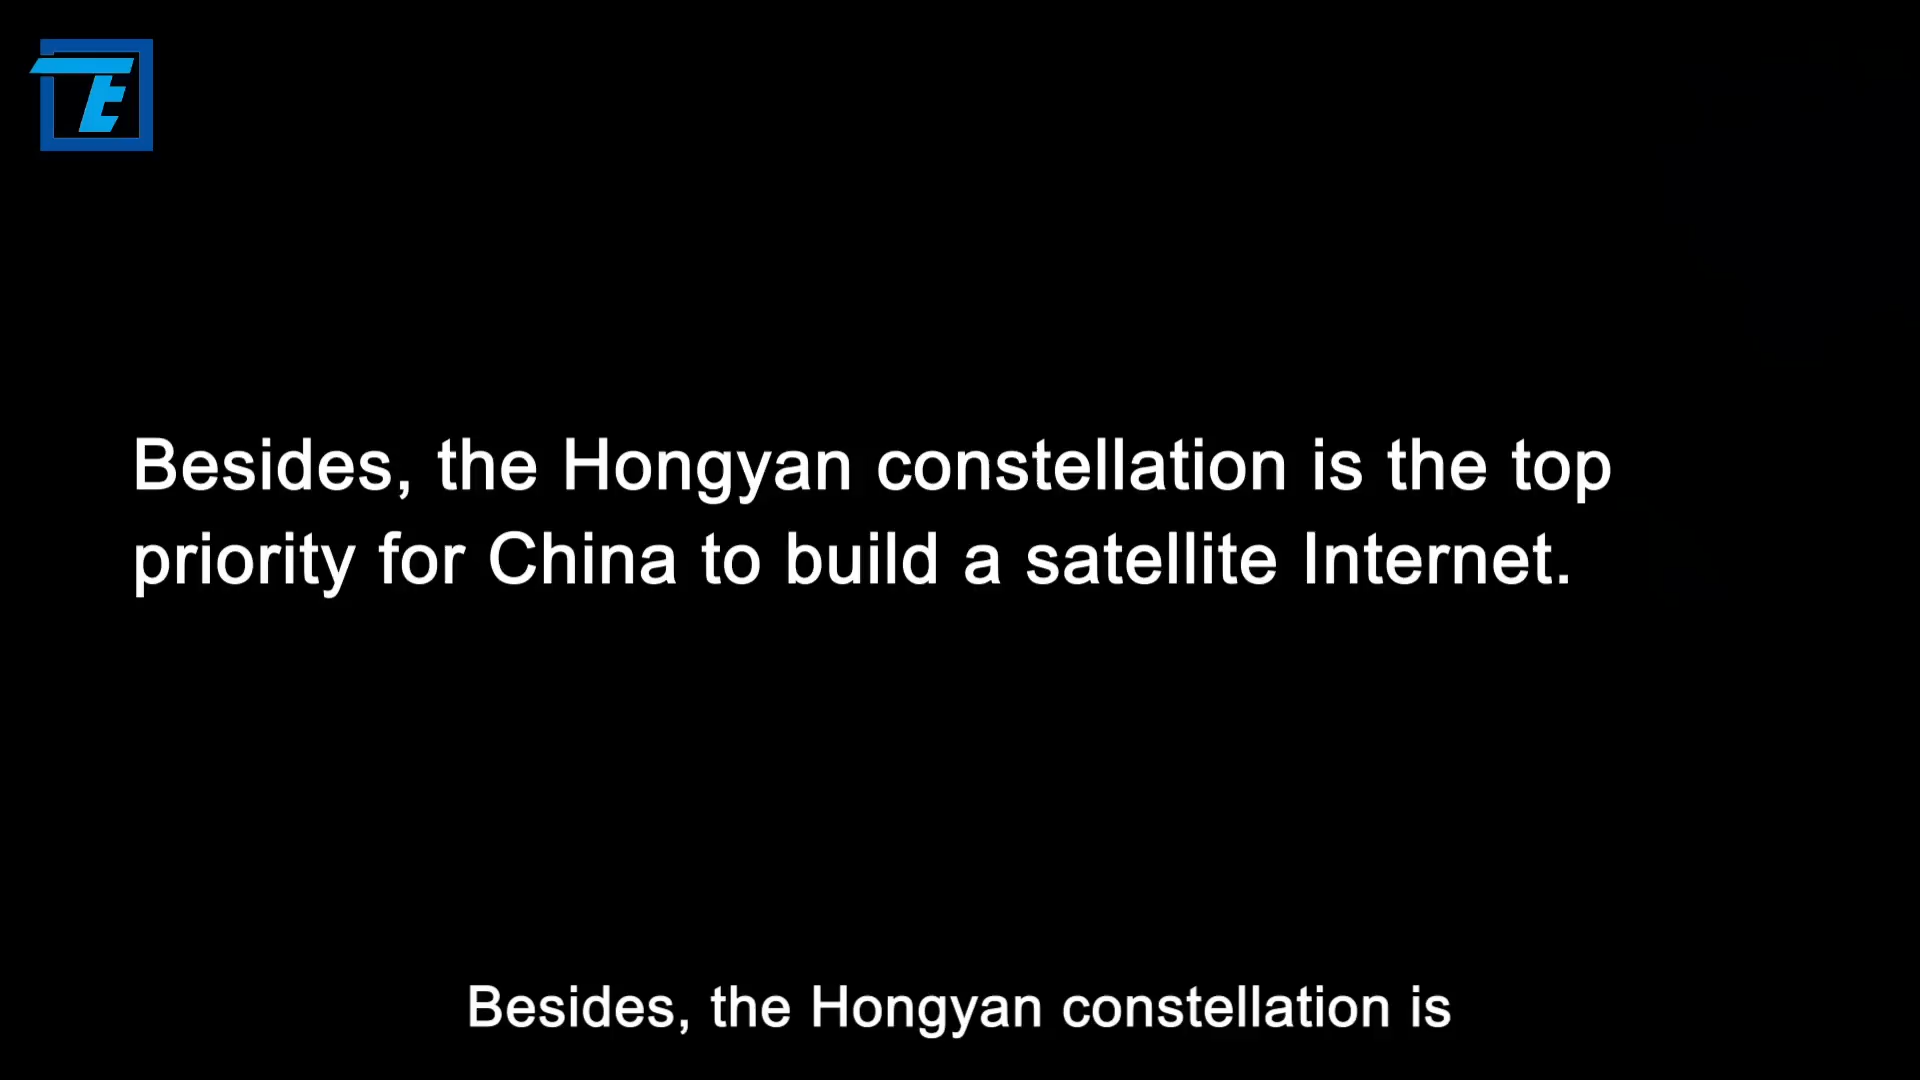 TE
Besides, the Hongyan constellation is the top
priority for China to build a satellite Internet.
Besides, the Hongyan constellation is